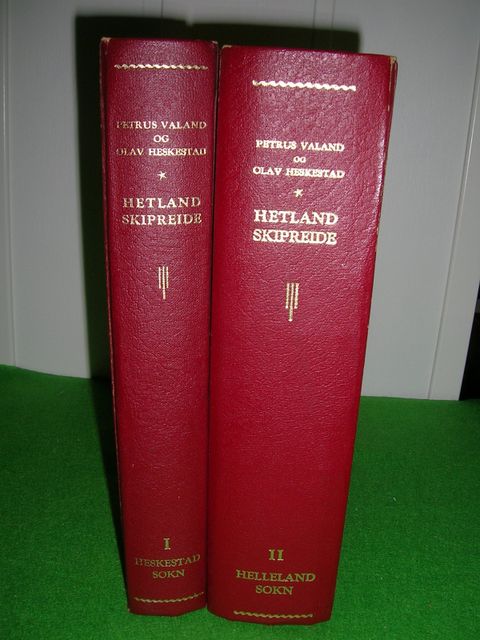 PETRUS VALAND
OG
OLAV HESKESTAD
HETLAND
SKIPREIDE
I
HESKESTAD
SOKN
PETRUS VALAND
OG
OLAV HESKESTAD
HETLAND
SKIPREIDE
II
HELLELAND
SOKN